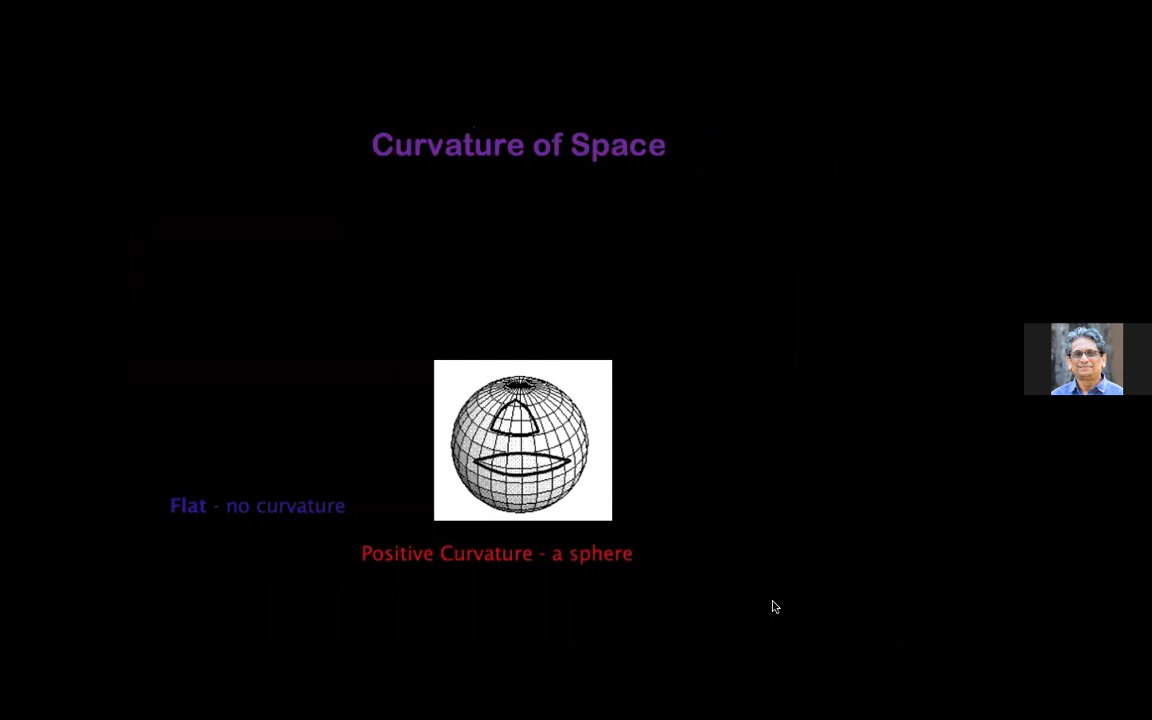 Curvature of Space
Flat - no curvature
Positive Curvature - a sphere